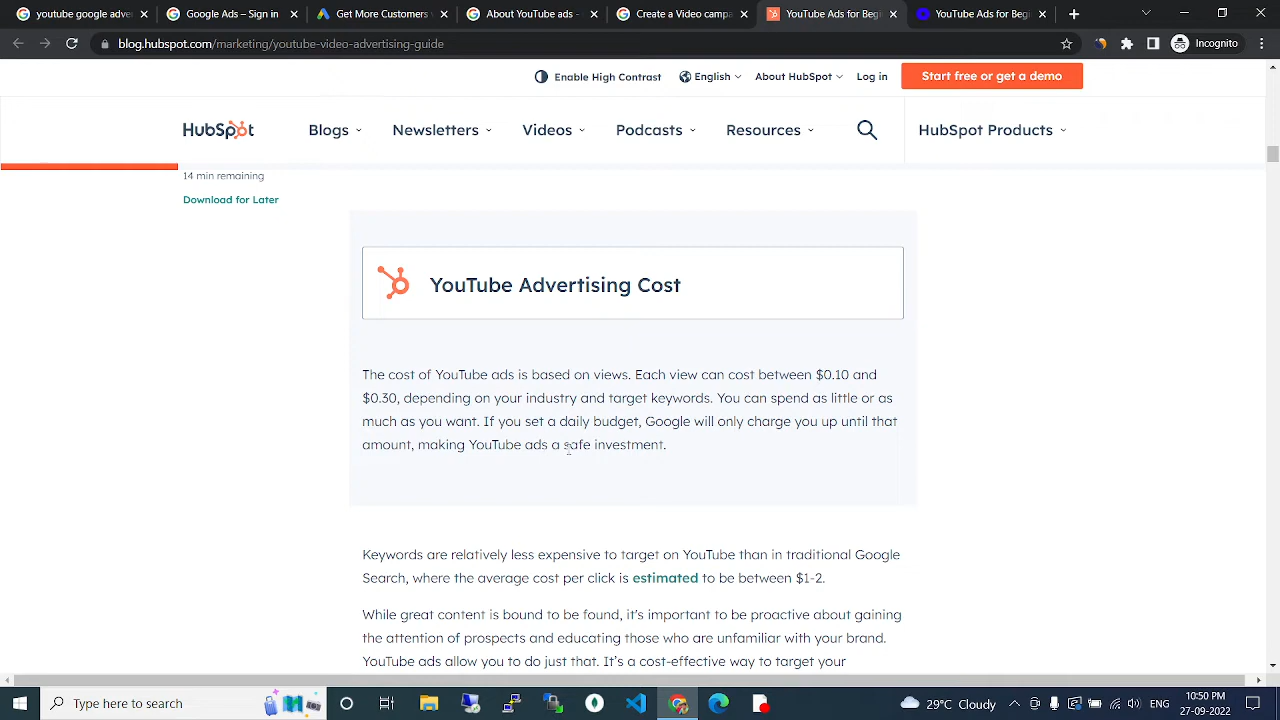 youtube google adver
Google Ads - Sign in
Get More Customers
About YouTube ads -
Create a Video campa
YouTube Ads for Beg
YouTube Ads for Begi
blog.hubspot.com/marketing/youtube-video-advertising-guide
Incognito
Enable High Contrast
English
About HubSpot
Log in
Start free or get a demo
HubSpot
Blogs
Newsletters
Videos
Podcasts
Resources
HubSpot Products
14 min remaining
Download for Later
YouTube Advertising Cost
The cost of YouTube ads is based on views. Each view can cost between $0.10 and
$0.30, depending on your industry and target keywords. You can spend as little or as
much as you want. If you set a daily budget, Google will only charge you up until that
amount, making YouTube ads a safe investment.
Keywords are relatively less expensive to target on YouTube than in traditional Google
Search, where the average cost per click is estimated to be between $1-2.
While great content is bound to be found, it's important to be proactive about gaining
the attention of prospects and educating those who are unfamiliar with your brand.
YouTube ads allow you to do just that. It's a cost-effective way to target your
Type here to search
29°C Cloudy
ENG
10:50 PM
27-09-2022